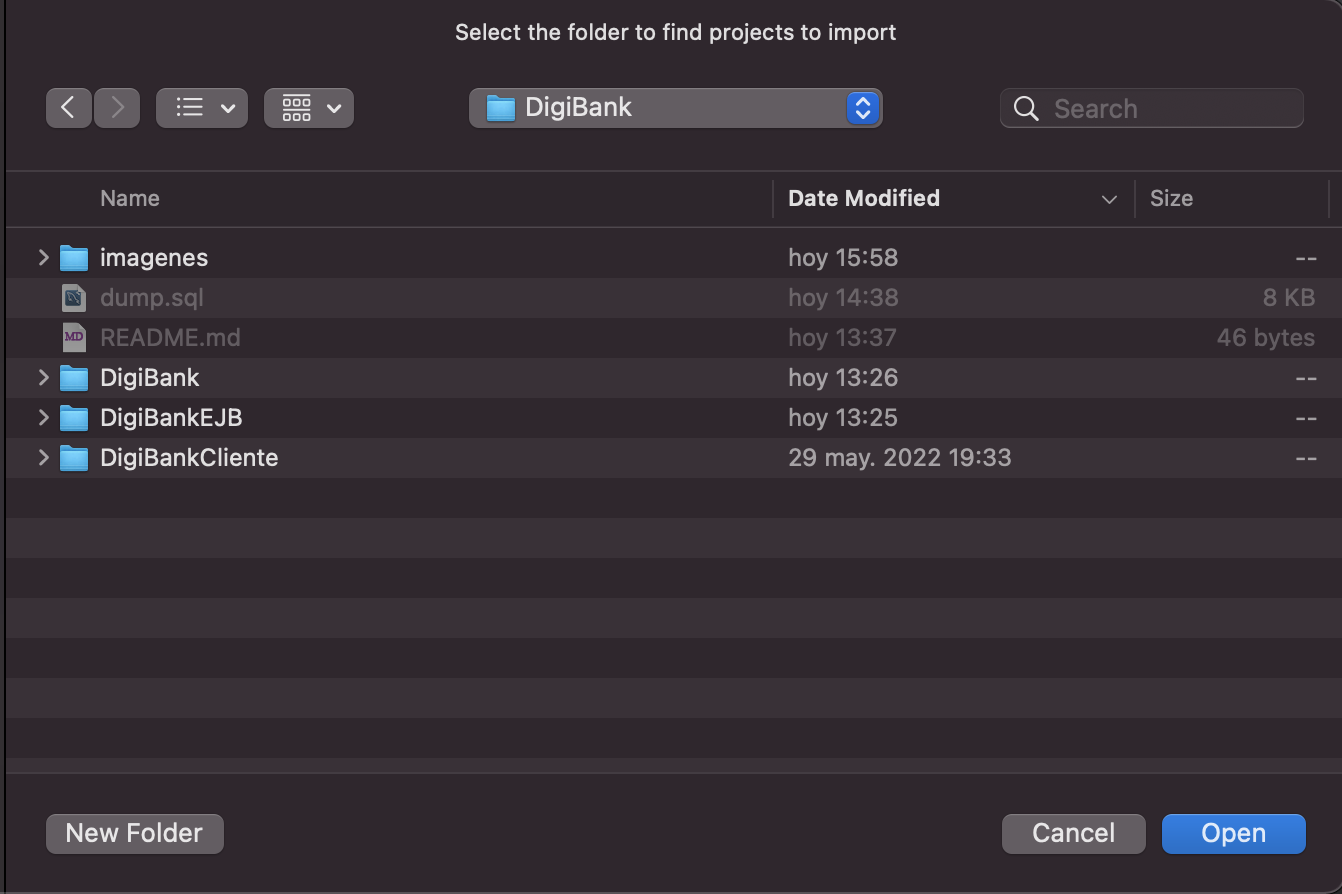 Select the folder to find projects to import
DigiBank
Search
Name Date Modified Size
imagenes hoy 15:58 --
dump.sql hoy 14:38 8 KB
MD README.md hoy 13:37 46 bytes
DigiBank hoy 13:26 --
DigiBankEJB hoy 13:25 --
DigiBankCliente 29 may. 2022 19:33 --
New Folder Cancel Open